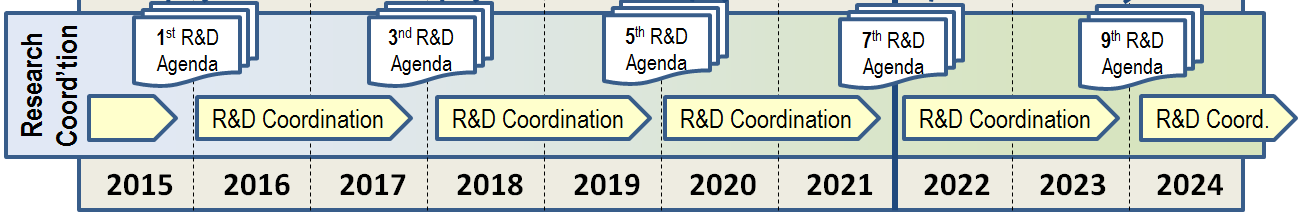 Research
Coord'tion
1st R&D
Agenda
3nd R&D
Agenda
5th R&D
Agenda
7th R&D
Agenda
9th R&D
Agenda
R&D Coordination
R&D Coordination
R&D Coordination
R&D Coordination
R&D Coord.
2015 2016 2017 2018 2019 2020 2021 2022 2023 2024